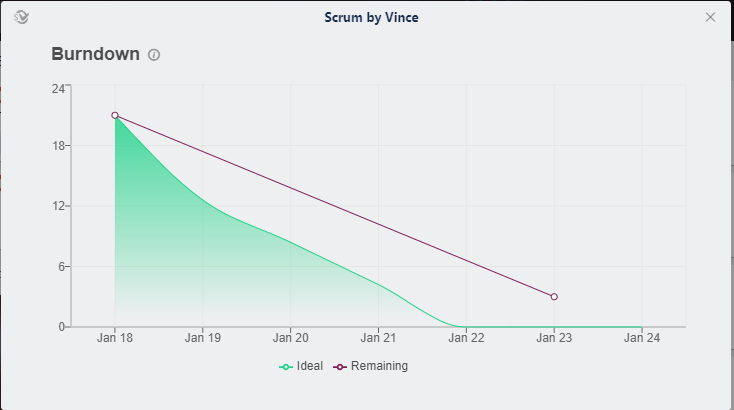 Scrum by Vince
Burndown
24
18
12
6
0
Jan 18 Jan 19 Jan 20 Jan 21 Jan 22 Jan 23 Jan 24
Ideal Remaining